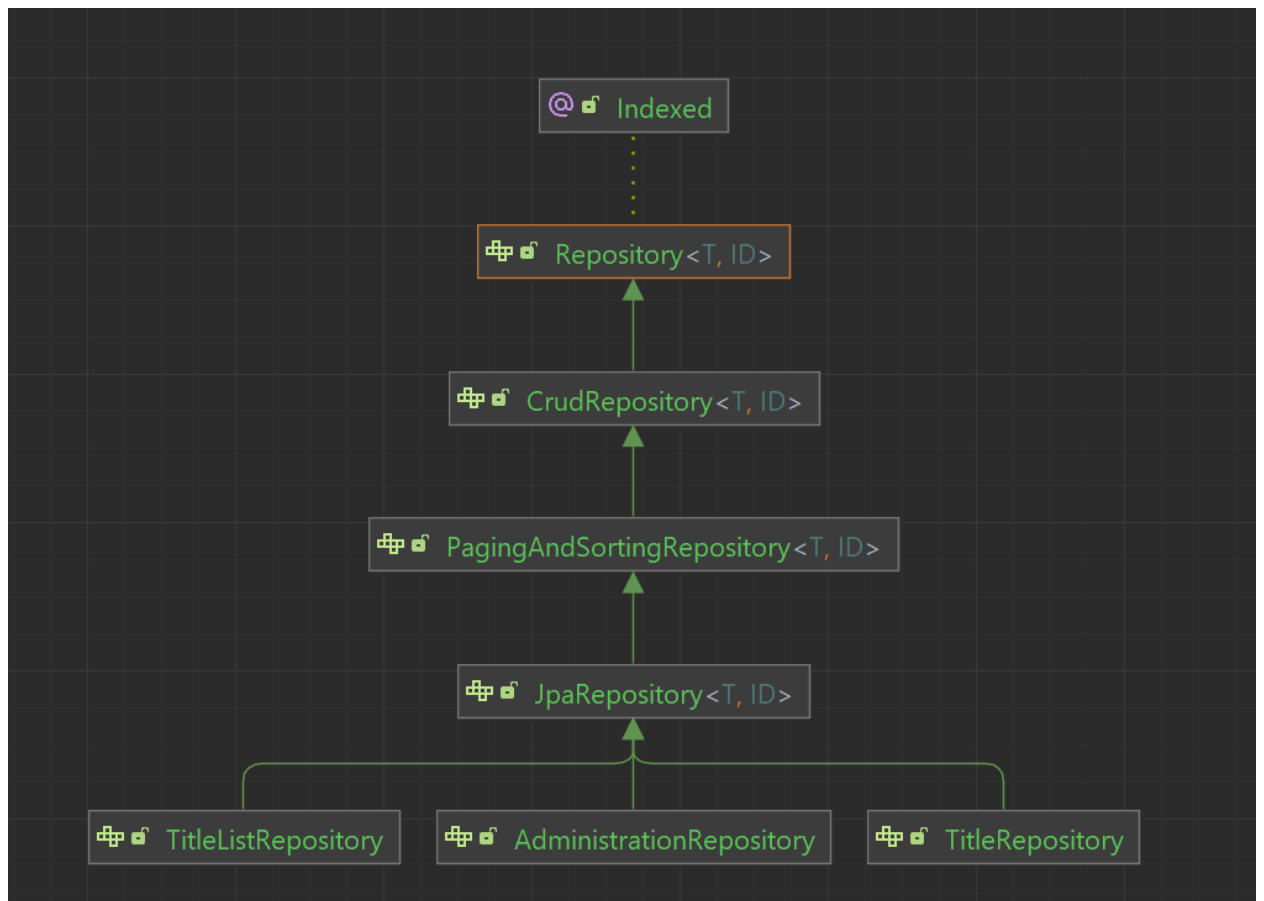 @ Indexed
Repository<T, ID>
CrudRepository<T, ID>
PagingAndSortingRepository<T, ID>
JpaRepository<T, ID>
TitleListRepository
AdministrationRepository
TitleRepository